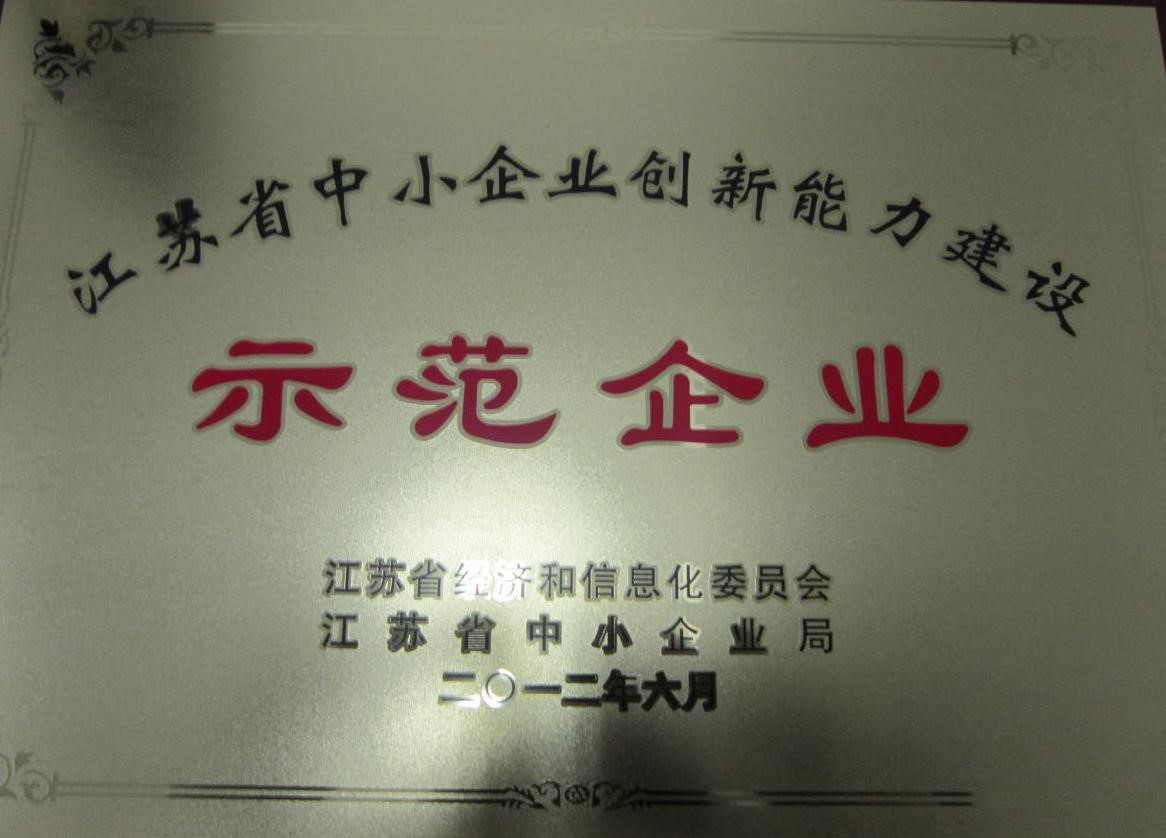 江苏省中小企业创新能力建设
示范企业
江苏省经济和信息化委员会
江苏省中小企业局
二〇一二年六月